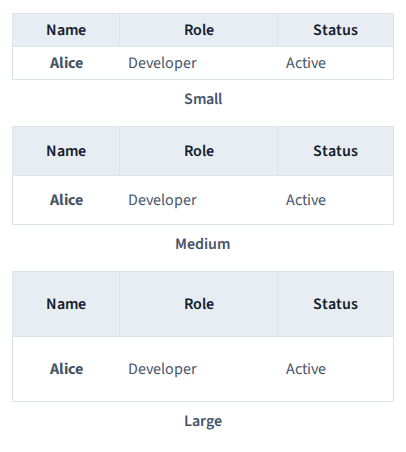 Name Role Status
Alice Developer Active
Small
Name Role Status
Alice Developer Active
Medium
Name Role Status
Alice Developer Active
Large